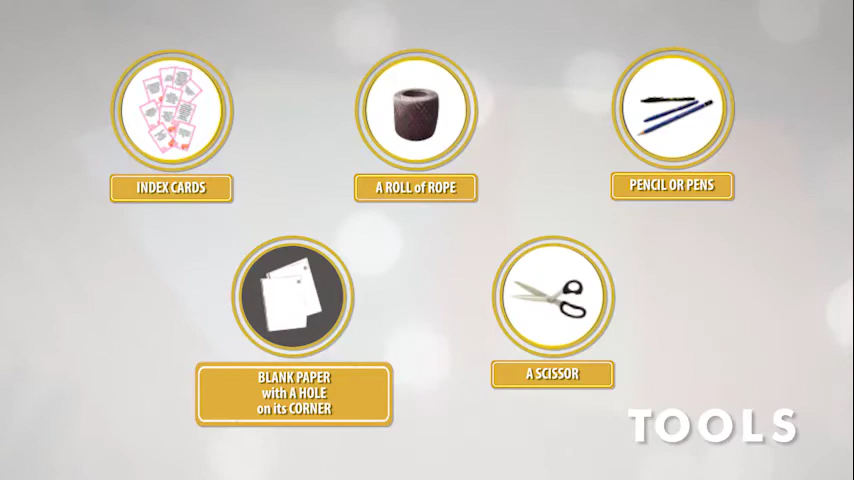 INDEX CARDS
A ROLL of ROPE
PENCIL OR PENS
BLANK PAPER
with A HOLE
on its CORNER
A SCISSOR
TOOLS